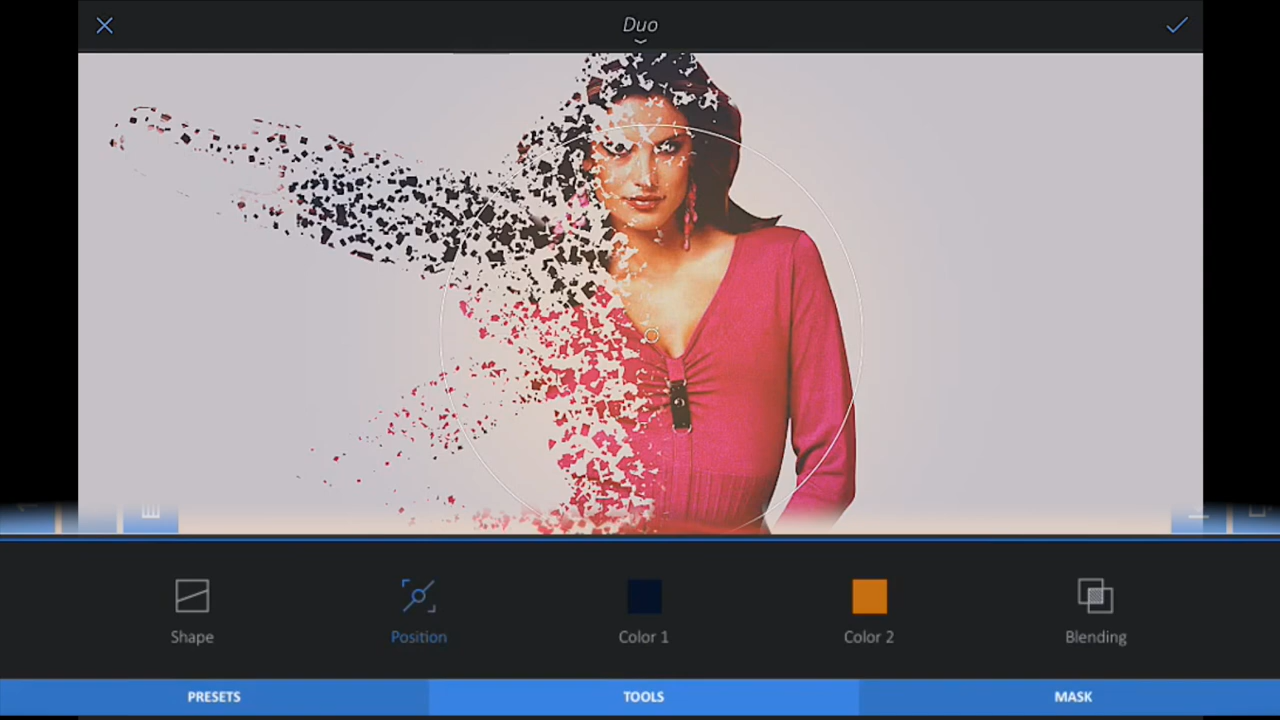 Duo
Shape
Position
Color 1
Color 2
Blending
PRESETS
TOOLS
MASK